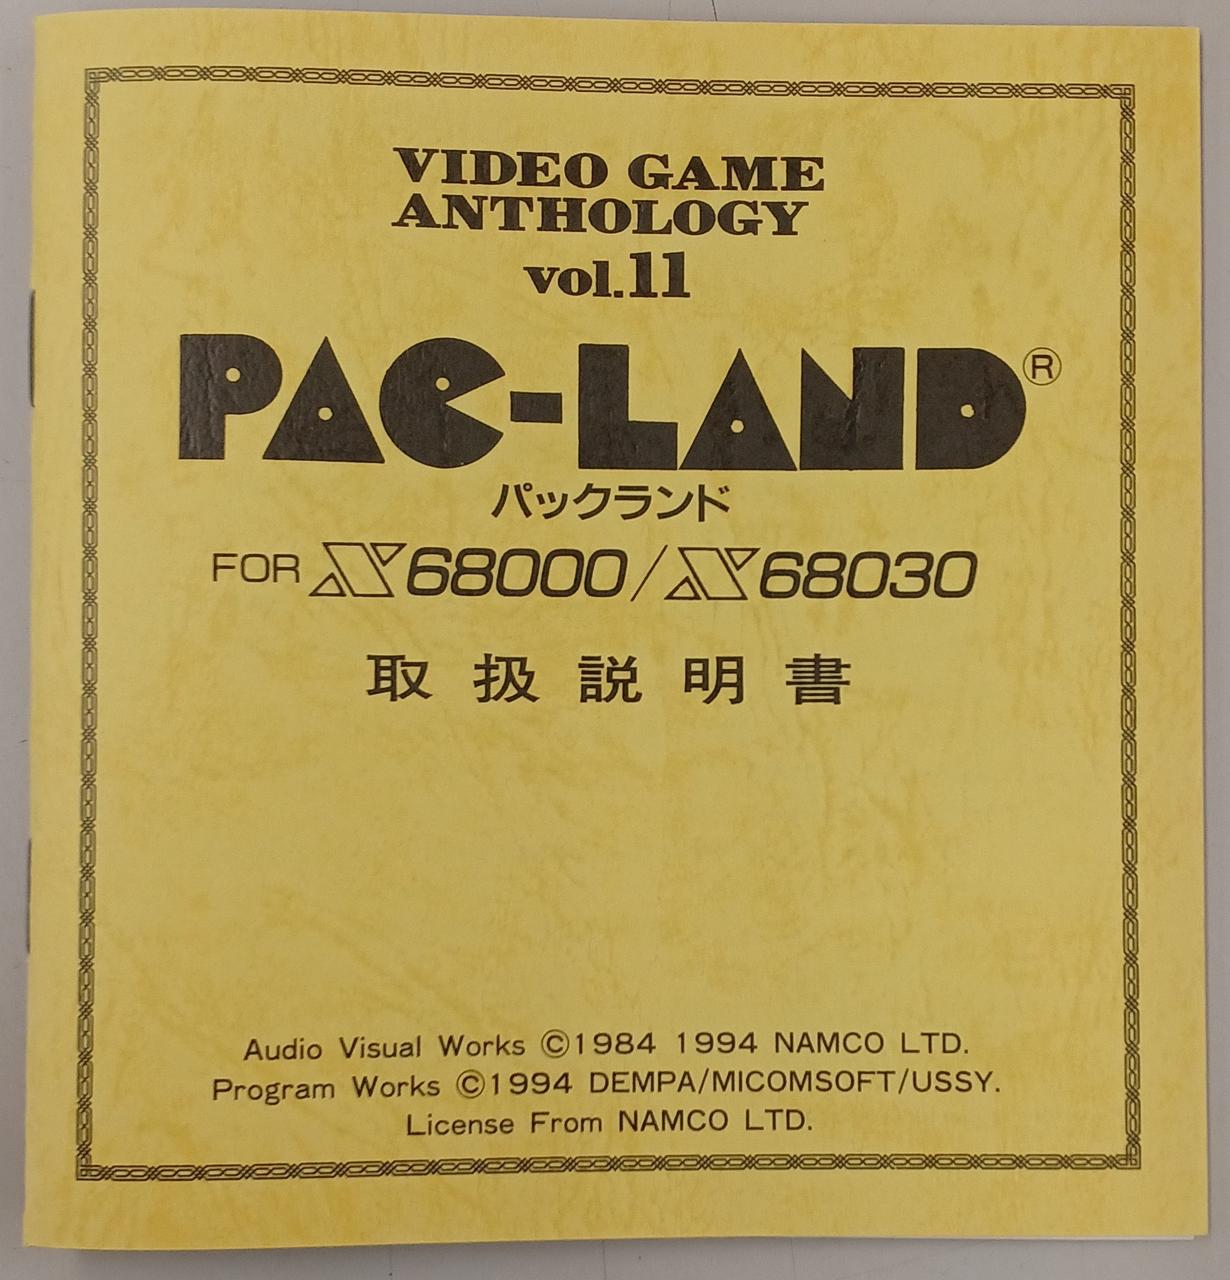 VIDEO GAME
ANTHOLOGY
vol.11
PAC-LAND®
パックランド
FOR X68000/X68030
取扱説明書
Audio Visual Works ©1984 1994 NAMCO LTD.
Program Works ©1994 DEMPA/MICOMSOFT/USSY.
License From NAMCO LTD.